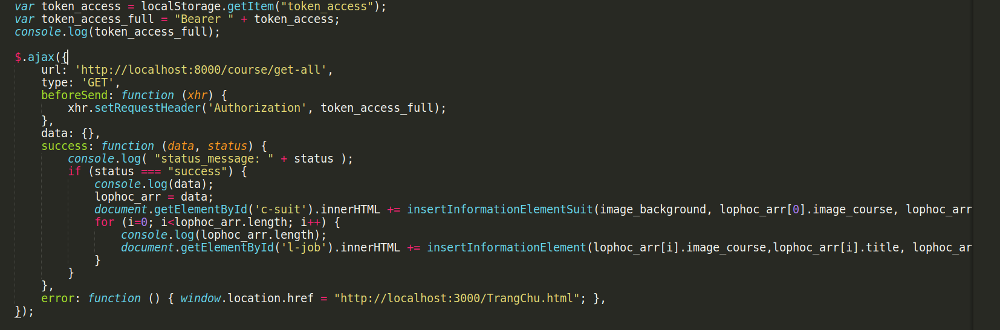 var token_access = localStorage.getItem("token_access");
var token_access_full = "Bearer " + token_access;
console.log(token_access_full);
$.ajax({
url: 'http://localhost:8000/course/get-all',
type: 'GET',
beforeSend: function (xhr) {
xhr.setRequestHeader('Authorization', token_access_full);
},
data: {},
success: function (data, status) {
console.log( "status_message: " + status );
if (status === "success") {
console.log(data);
lophoc_arr = data;
document.getElementById('c-suit').innerHTML += insertInformationElementSuit(image_background, lophoc_arr[0].image_course, lophoc_arr
for (i=0; i<lophoc_arr.length; i++) {
console.log(lophoc_arr.length);
document.getElementById('l-job').innerHTML += insertInformationElement(lophoc_arr[i].image_course,lophoc_arr[i].title, lophoc_ar
}
}
},
error: function () { window.location.href = "http://localhost:3000/TrangChu.html"; },
});